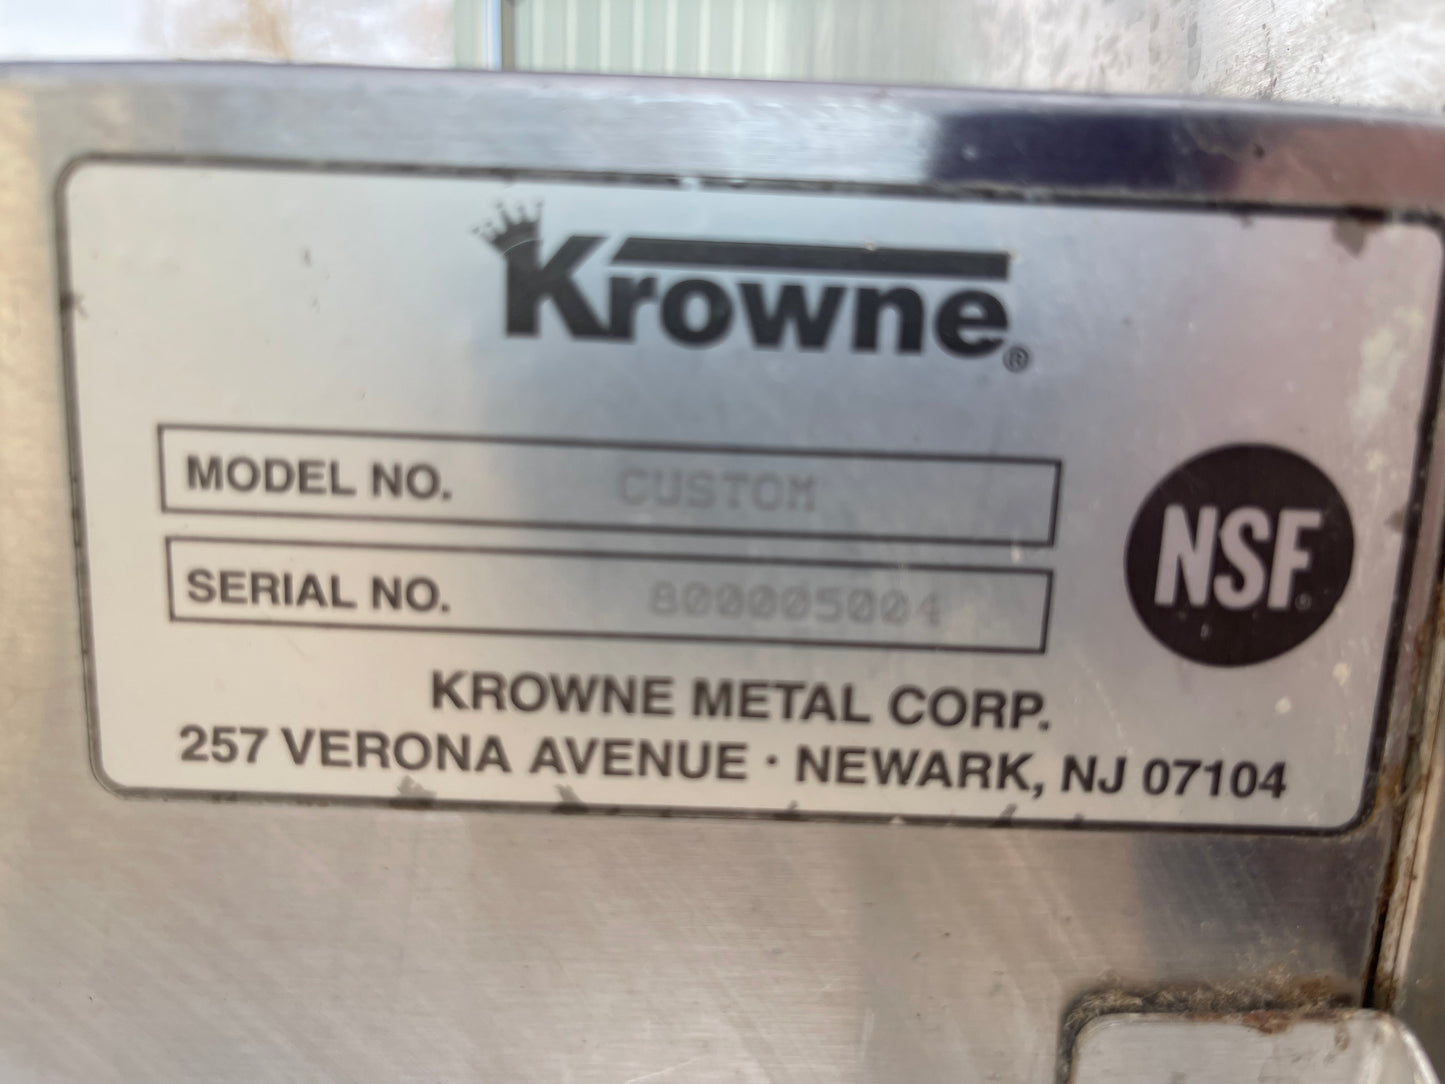 Krowne®
MODEL NO. CUSTOM
SERIAL NO. 800005004
NSF®
KROWNE METAL CORP.
257 VERONA AVENUE · NEWARK, NJ 07104